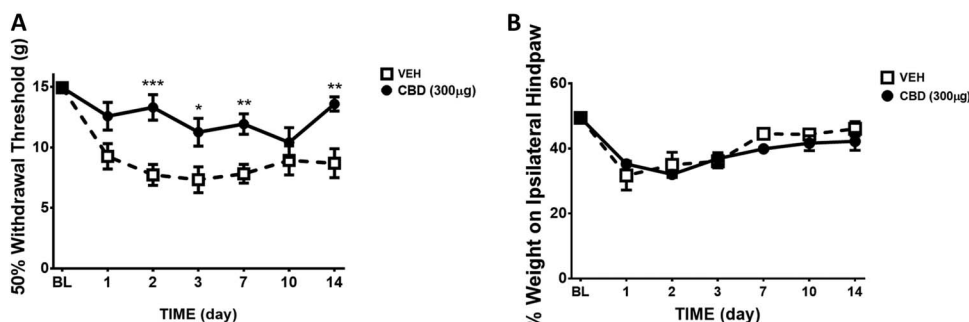 A
50% Withdrawal Threshold (g)
15
10
5
0
***
*
**
**
BL 1 2 3 7 10 14
TIME (day)
VEH
CBD (300µg)
B
% Weight on Ipsilateral Hindpaw
60
40
20
0
BL 1 2 3 7 10 14
TIME (day)
VEH
CBD (300µg)